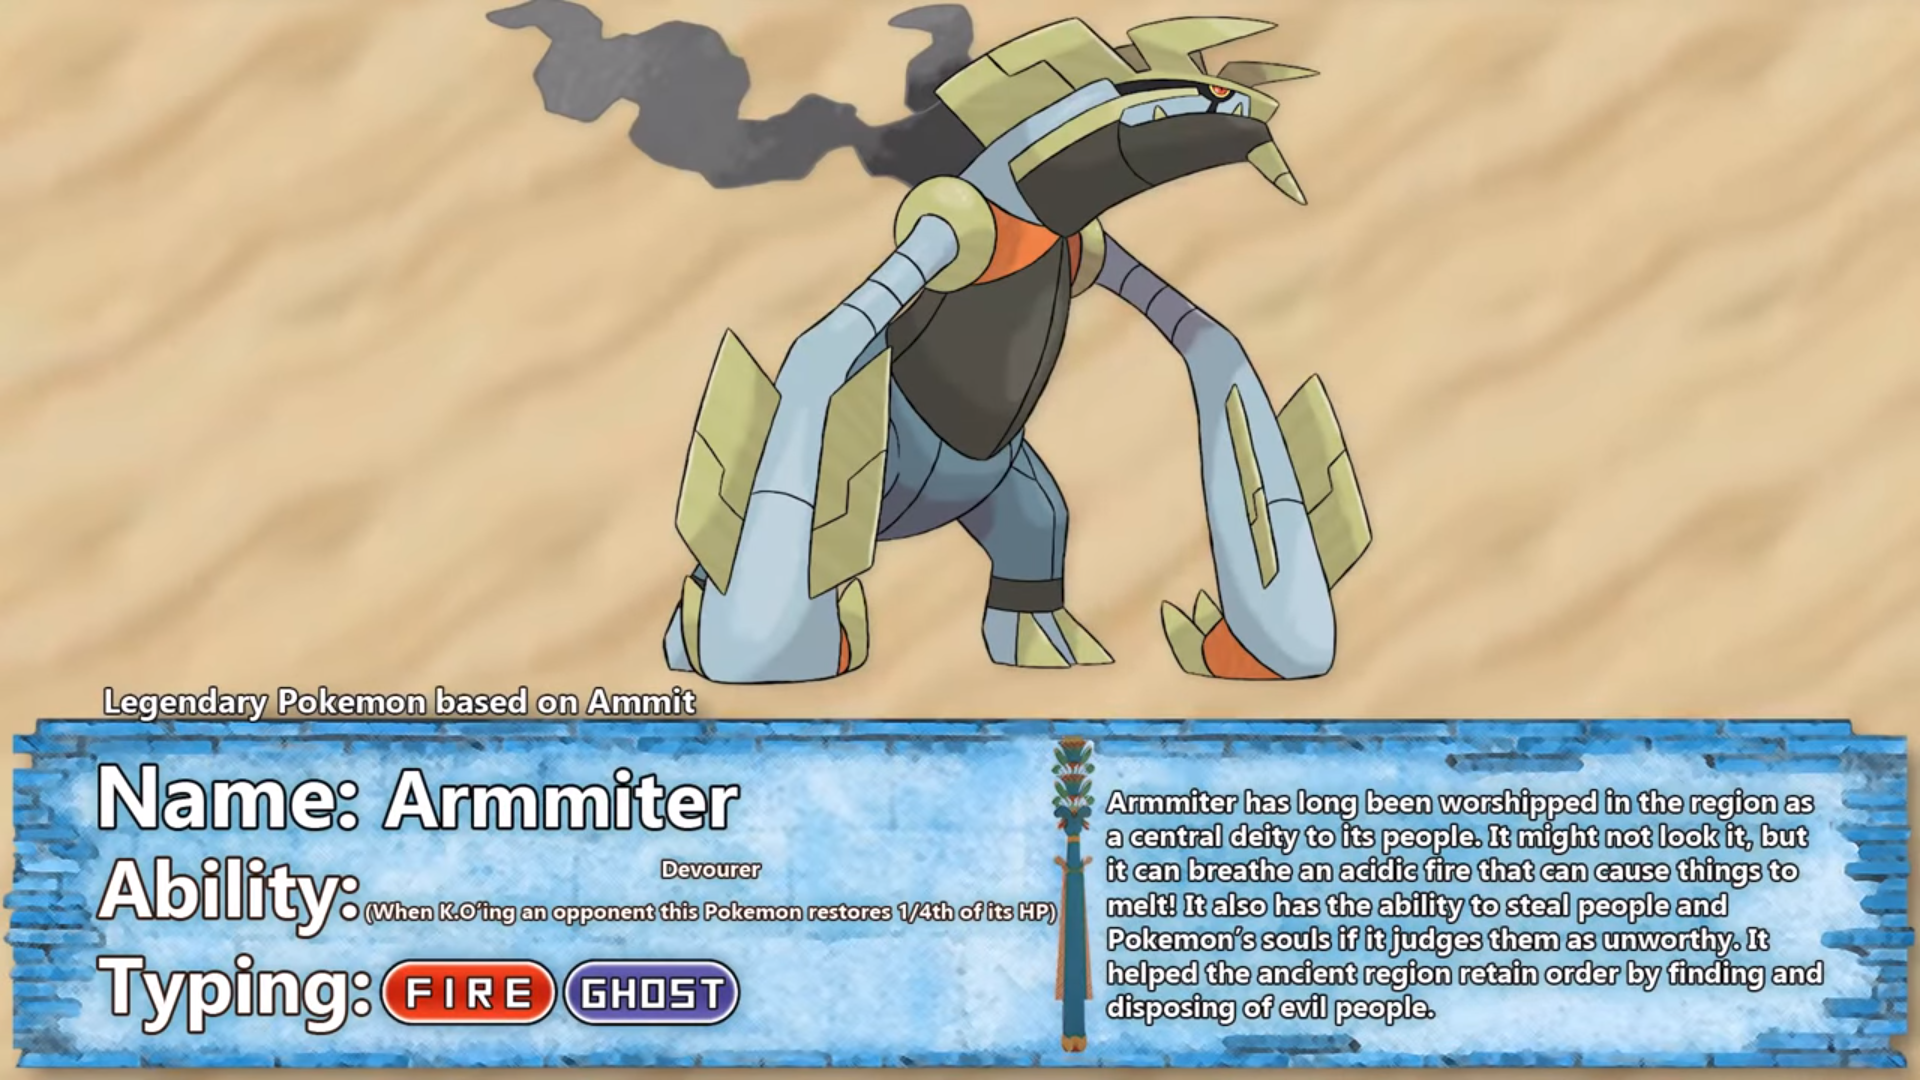 Legendary Pokemon based on Ammit
Name: Armmiter
Ability: Devourer
(When K.O'ing an opponent this Pokemon restores 1/4th of its HP)
Typing: FIRE GHOST
Armmiter has long been worshipped in the region as
a central deity to its people. It might not look it, but
it can breathe an acidic fire that can cause things to
melt! It also has the ability to steal people and
Pokemon's souls if it judges them as unworthy. It
helped the ancient region retain order by finding and
disposing of evil people.